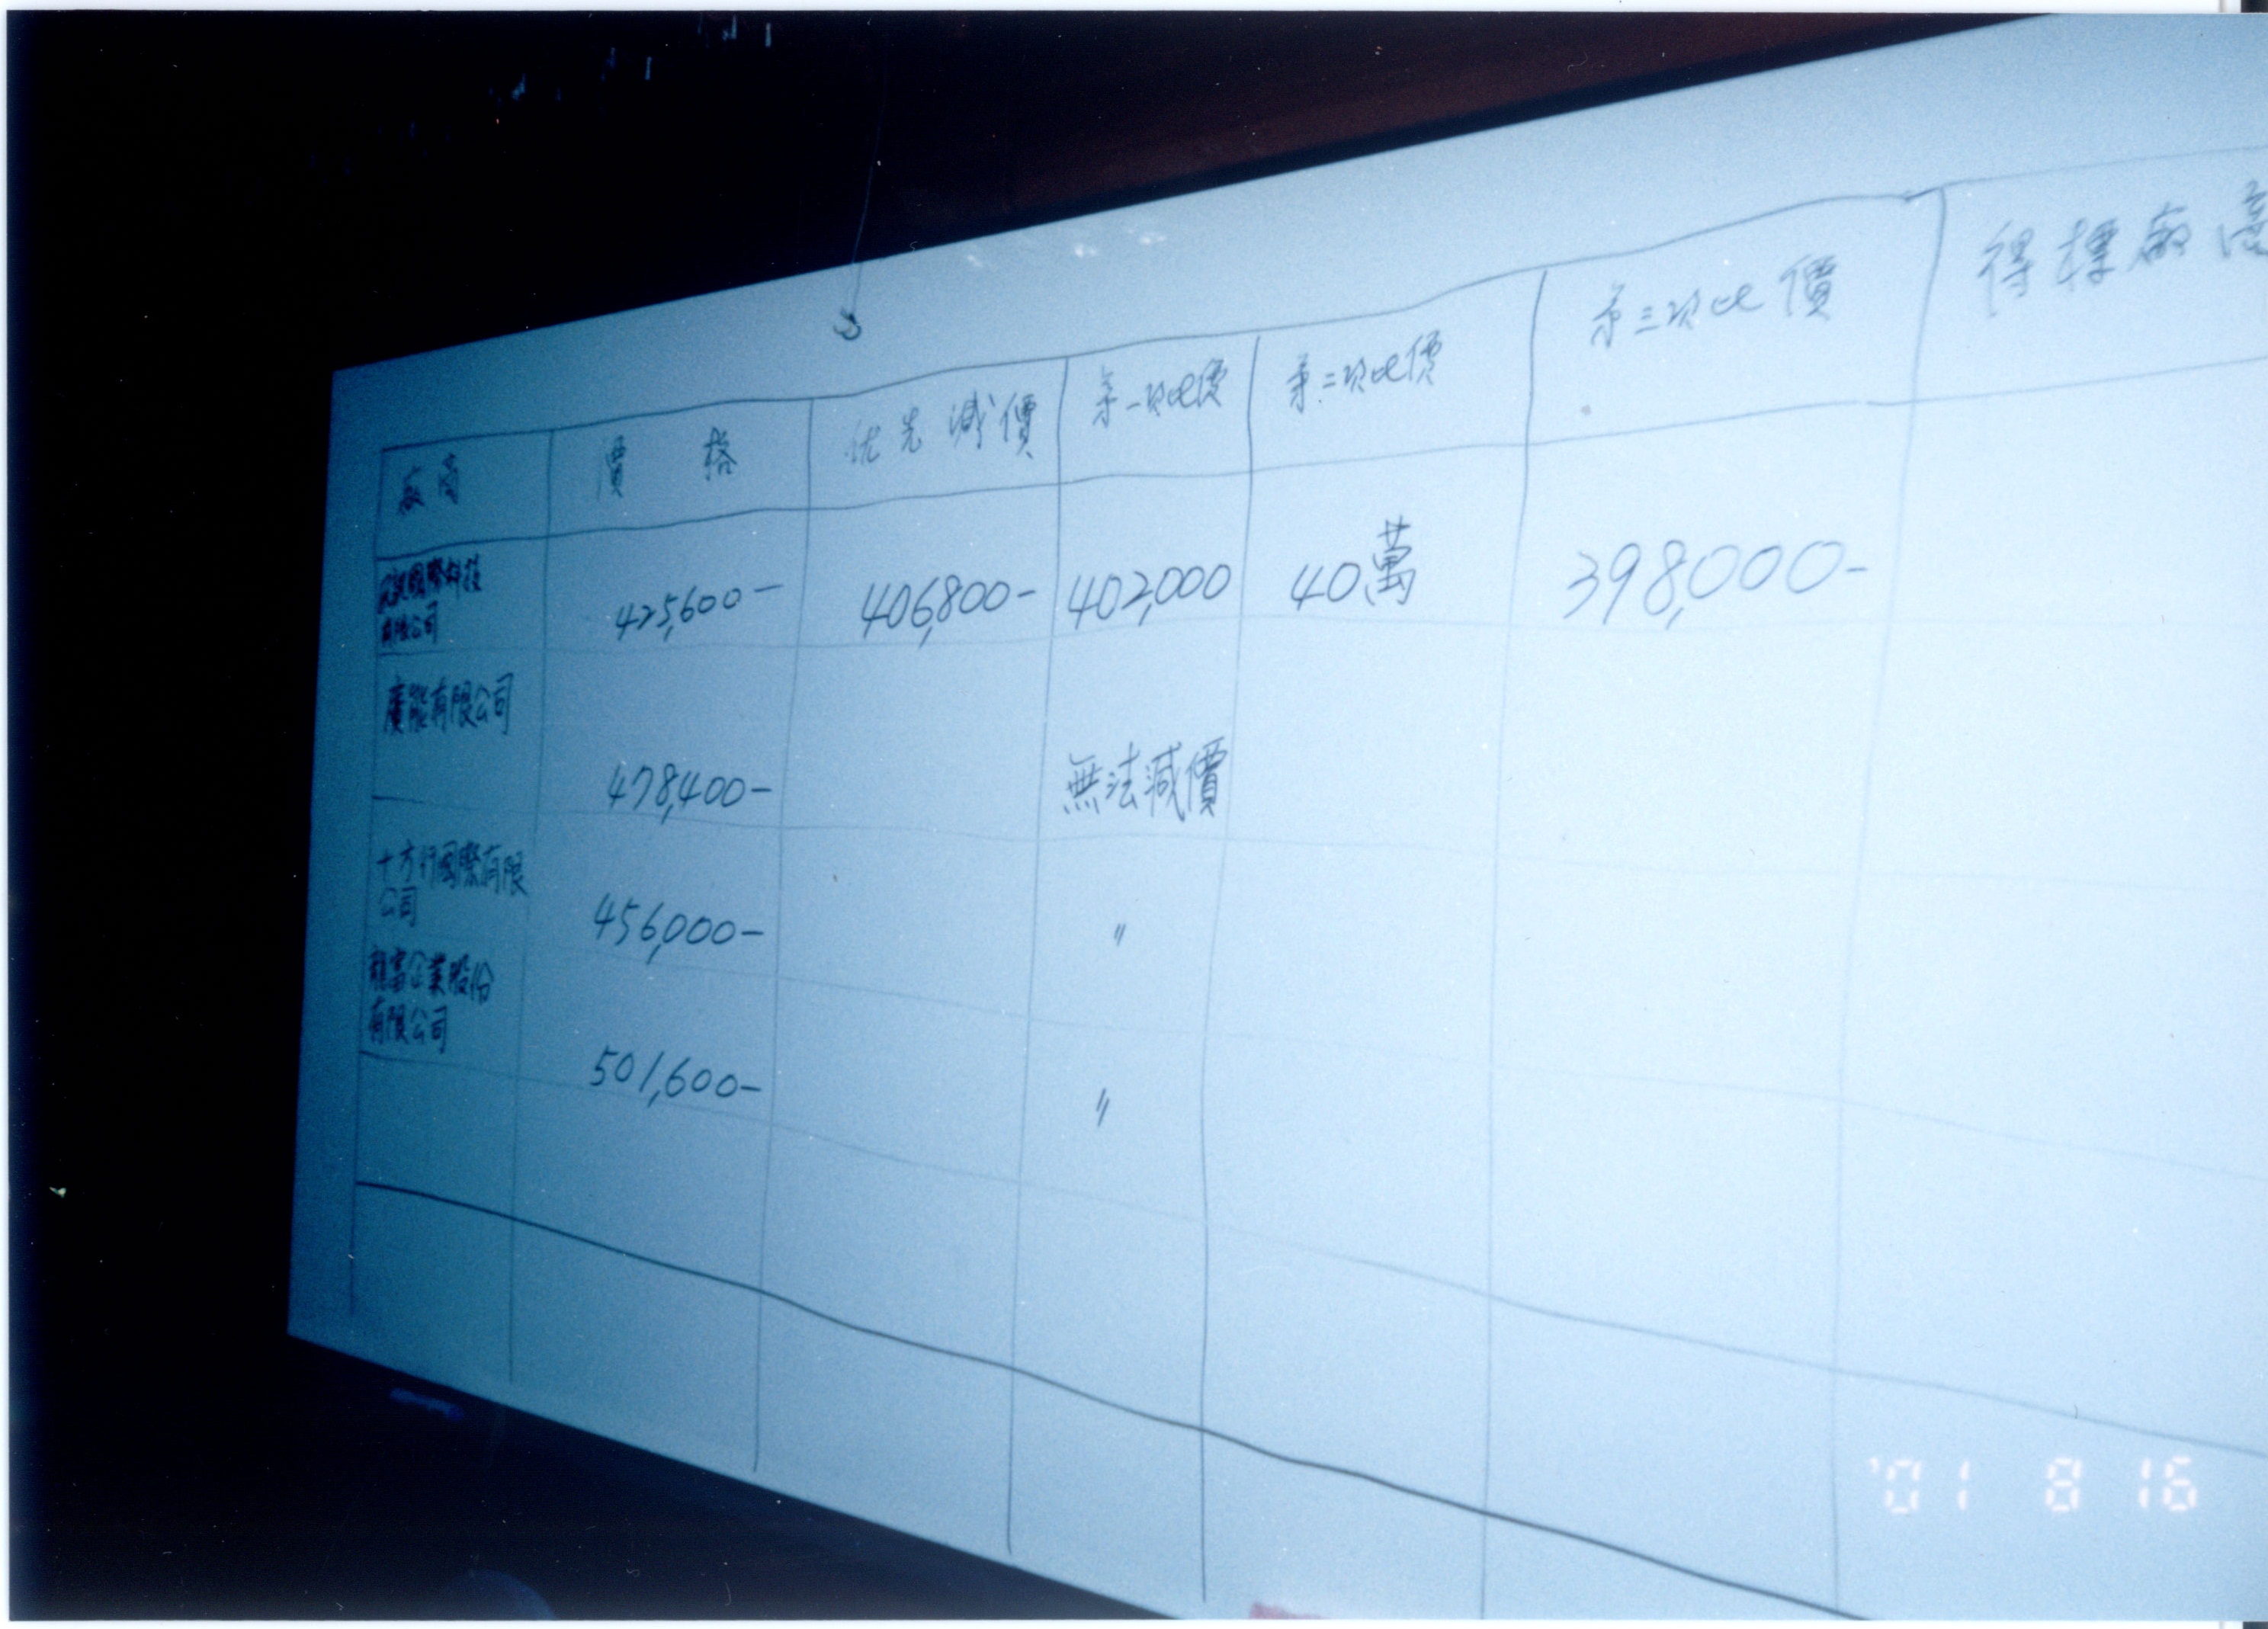 廠商 價格 优先減價 第一次比價 第二次比價 第三次比價 得標廠商
國際科技
有限公司
425,600- 406,800- 402,000 40萬 398,000-
廣能有限公司
478,400- 無法減價
十方行國際有限
公司
456,000- 〃
富企業股份
有限公司
501,600- 〃
'01 8 16